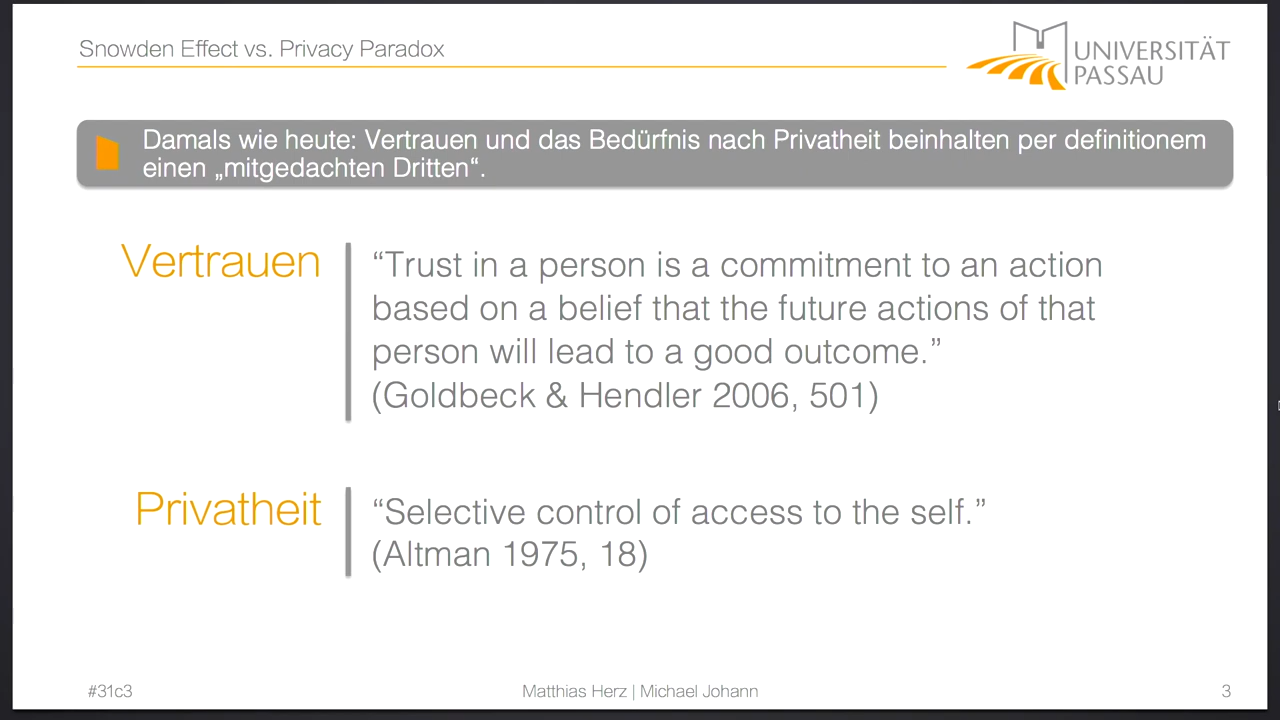 Snowden Effect vs. Privacy Paradox
UNIVERSITÄT
PASSAU
Damals wie heute: Vertrauen und das Bedürfnis nach Privatheit beinhalten per definitionem
einen „mitgedachten Dritten“.
Vertrauen
“Trust in a person is a commitment to an action
based on a belief that the future actions of that
person will lead to a good outcome.”
(Goldbeck & Hendler 2006, 501)
Privatheit
“Selective control of access to the self.”
(Altman 1975, 18)
#31c3
Matthias Herz | Michael Johann
3